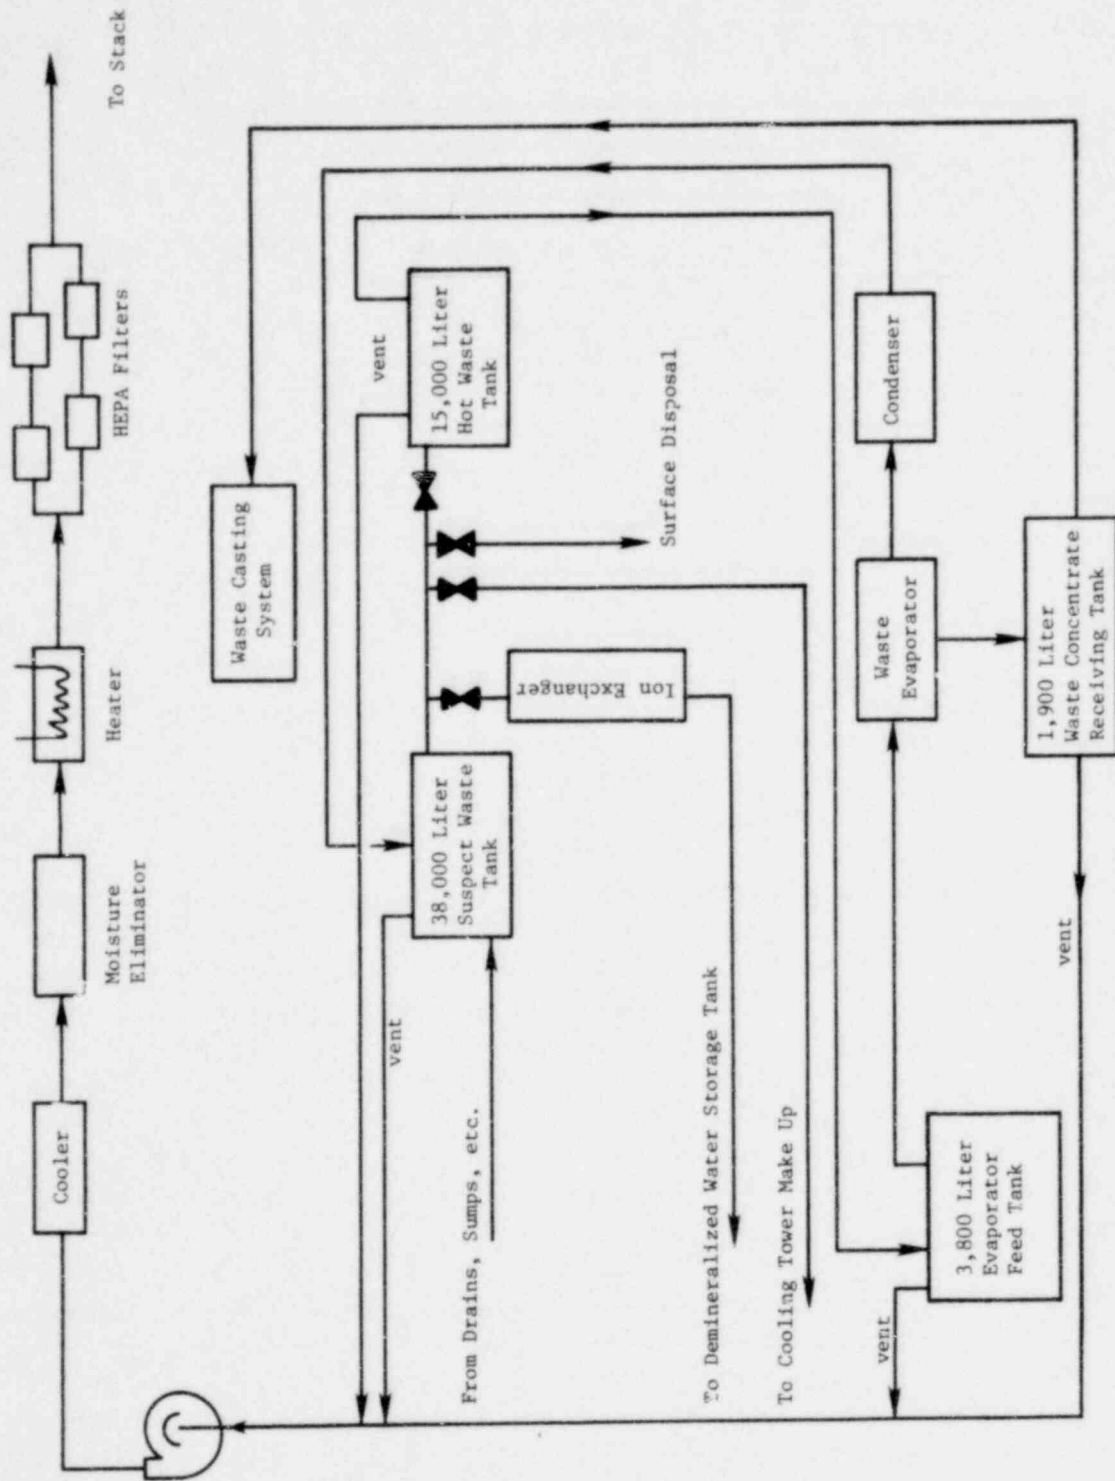 To Stack
HEPA Filters
Heater
Moisture
Eliminator
Cooler
Waste Casting
System
vent
15,000 Liter
Hot Waste
Tank
Surface Disposal
Ion Exchanger
38,000 Liter
Suspect Waste
Tank
vent
From Drains, Sumps, etc.
To Demineralized Water Storage Tank
To Cooling Tower Make Up
Condenser
Waste
Evaporator
1,900 Liter
Waste Concentrate
Receiving Tank
vent
3,800 Liter
Evaporator
Feed Tank
vent